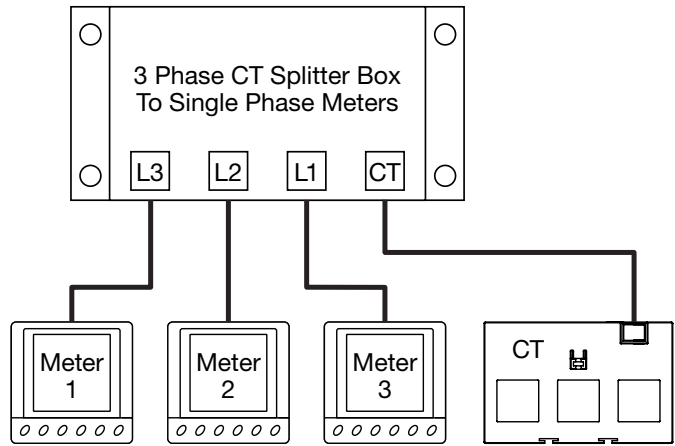 3 Phase CT Splitter Box
To Single Phase Meters
L3 L2 L1 CT
Meter
1
Meter
2
Meter
3
CT